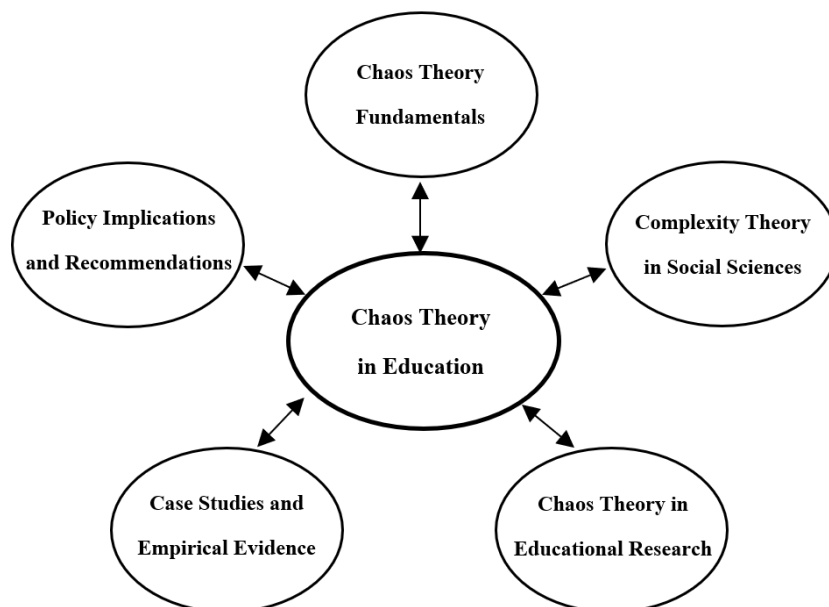 Chaos Theory
Fundamentals
Policy Implications
and Recommendations
Complexity Theory
in Social Sciences
Chaos Theory
in Education
Case Studies and
Empirical Evidence
Chaos Theory in
Educational Research